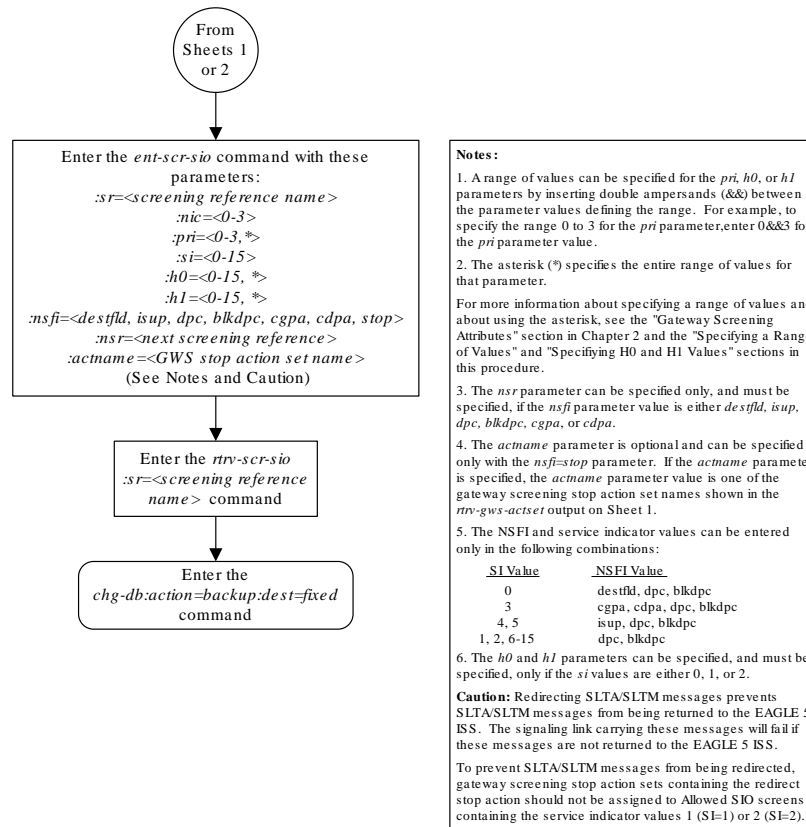 From
Sheets 1
or 2
Enter the ent-scr-sio command with these
parameters:
:sr=<screening reference name>
:nic=<0-3>
:pri=<0-3,*>
:si=<0-15>
:h0=<0-15, *>
:h1=<0-15, *>
:nsfi=<destfld, isup, dpc, blkdpc, cgpa, cdpa, stop>
:nsr=<next screening reference>
:actname=<GWS stop action set name>
(See Notes and Caution)
Enter the rtrv-scr-sio
:sr=<screening reference
name> command
Enter the
chg-db:action=backup:dest=fixed
command
Notes:
1. A range of values can be specified for the pri, h0, or h1
parameters by inserting double ampersands (&&) between
the parameter values defining the range. For example, to
specify the range 0 to 3 for the pri parameter,enter 0&&3 fo
the pri parameter value.
2. The asterisk (*) specifies the entire range of values for
that parameter.
For more information about specifying a range of values an
about using the asterisk, see the "Gateway Screening
Attributes" section in Chapter 2 and the "Specifying a Rang
of Values" and "Specifiying H0 and H1 Values" sections in
this procedure.
3. The nsr parameter can be specified only, and must be
specified, if the nsfi parameter value is either destfld, isup,
dpc, blkdpc, cgpa, or cdpa.
4. The actname parameter is optional and can be specified
only with the nsfi=stop parameter. If the actname paramete
is specified, the actname parameter value is one of the
gateway screening stop action set names shown in the
rtrv-gws-actset output on Sheet 1.
5. The NSFI and service indicator values can be entered
only in the following combinations:
SI Value NSFI Value
0 destfld, dpc, blkdpc
3 cgpa, cdpa, dpc, blkdpc
4, 5 isup, dpc, blkdpc
1, 2, 6-15 dpc, blkdpc
6. The h0 and h1 parameters can be specified, and must be
specified, only if the si values are either 0, 1, or 2.
Caution: Redirecting SLTA/SLTM messages prevents
SLTA/SLTM messages from being returned to the EAGLE 5
ISS. The signaling link carrying these messages will fail if
these messages are not returned to the EAGLE 5 ISS.
To prevent SLTA/SLTM messages from being redirected,
gateway screening stop action sets containing the redirect
stop action should not be assigned to Allowed SIO screens
containing the service indicator values 1 (SI=1) or 2 (SI=2).